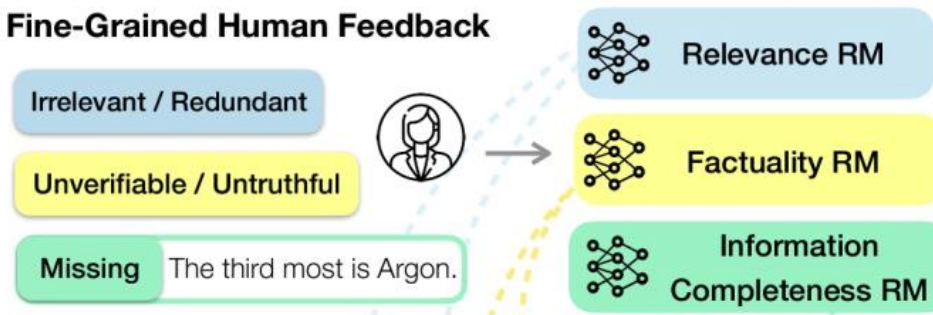 Fine-Grained Human Feedback
Irrelevant / Redundant
Unverifiable / Untruthful
Missing The third most is Argon.
Relevance RM
Factuality RM
Information
Completeness RM